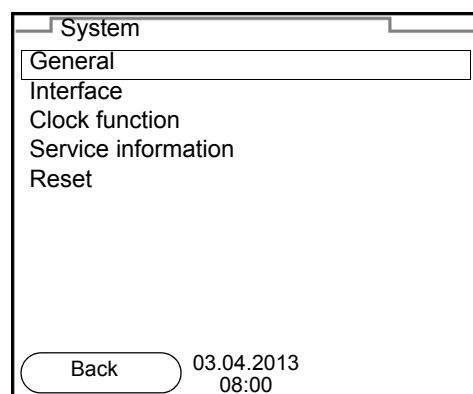 System
General
Interface
Clock function
Service information
Reset
Back
03.04.2013
08:00